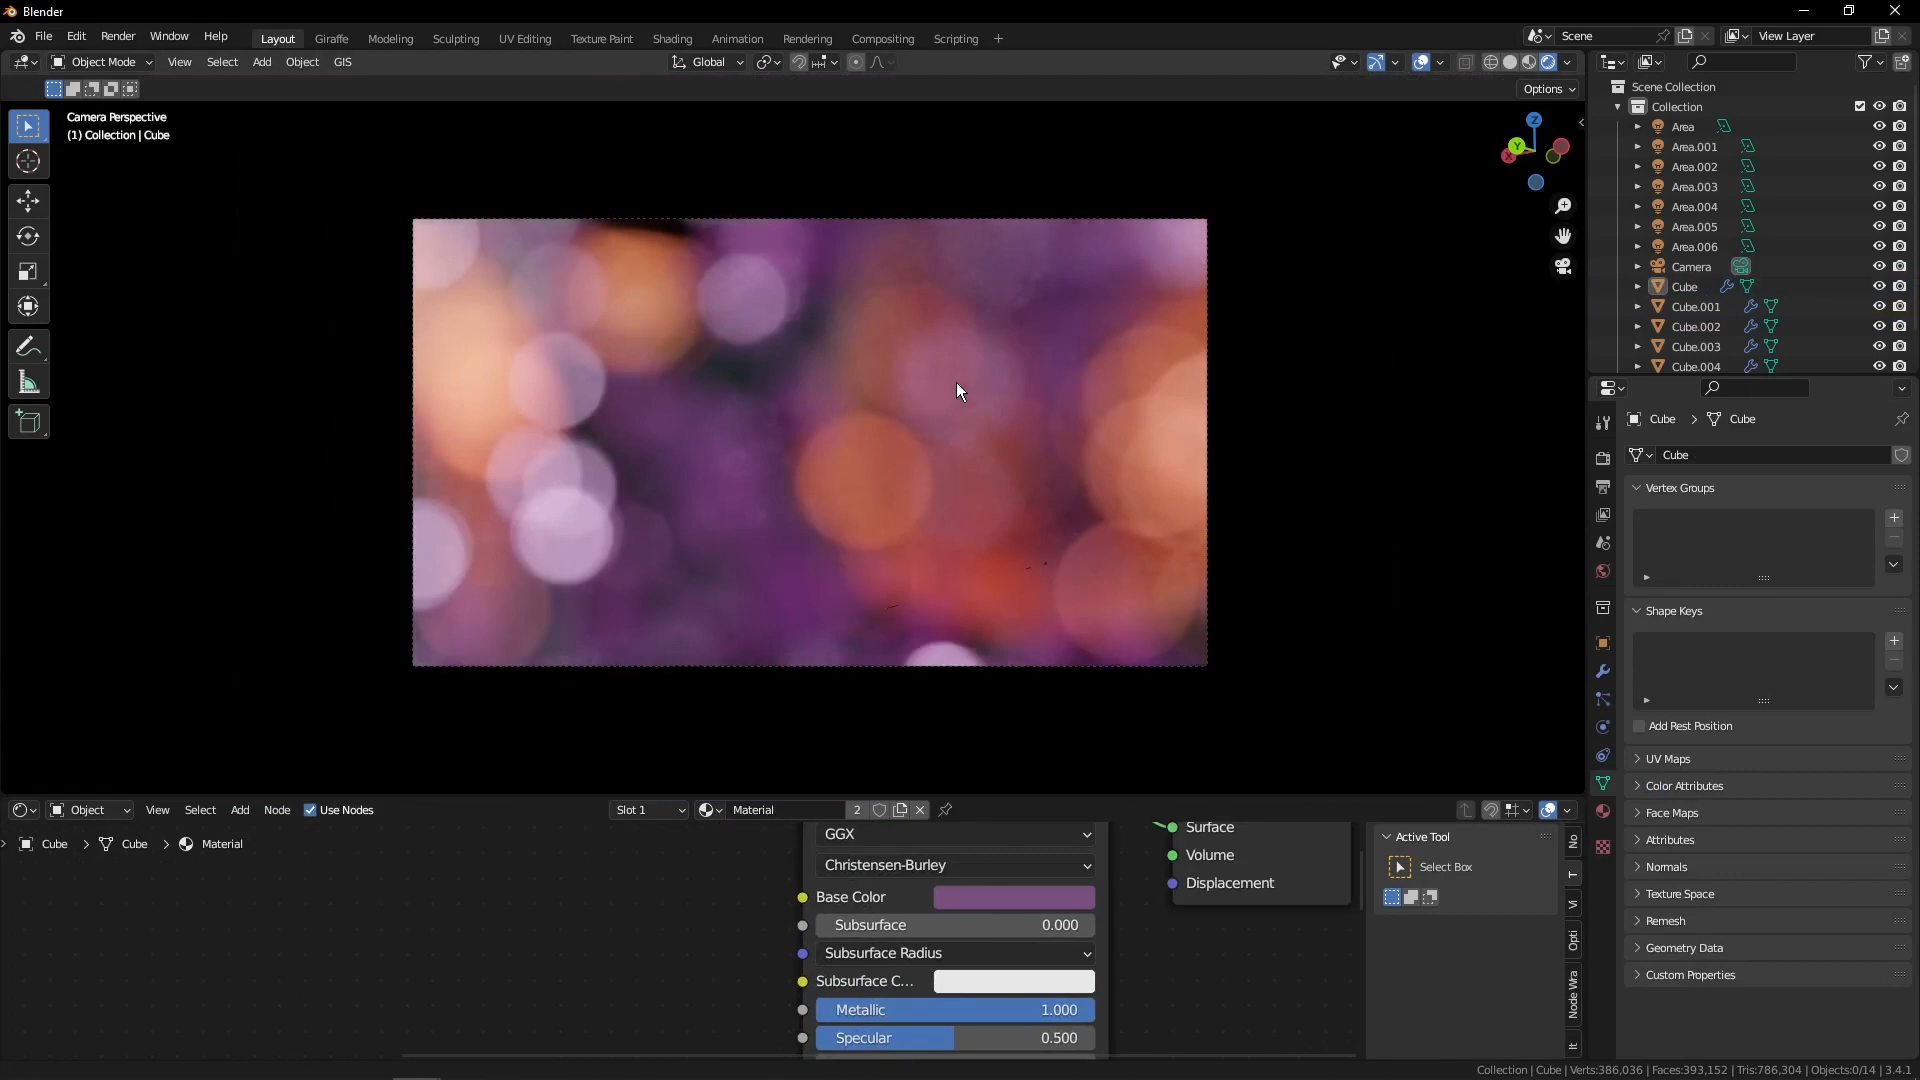 Blender
File Edit Render Window Help Layout Giraffe Modeling Sculpting UV Editing Texture Paint Shading Animation Rendering Compositing Scripting +
Scene
View Layer
Object Mode View Select Add Object GIS
Global
Options
Camera Perspective
(1) Collection | Cube
Z
Y
X
Scene Collection
Collection
Area
Area.001
Area.002
Area.003
Area.004
Area.005
Area.006
Camera
Cube
Cube.001
Cube.002
Cube.003
Cube.004
Cube > Cube
Cube
Vertex Groups
Shape Keys
Add Rest Position
UV Maps
Color Attributes
Face Maps
Attributes
Normals
Texture Space
Remesh
Geometry Data
Custom Properties
Object View Select Add Node Use Nodes
Slot 1
Material
2
Cube > Cube > Material
GGX
Christensen-Burley
Base Color
Subsurface 0.000
Subsurface Radius
Subsurface C...
Metallic 1.000
Specular 0.500
Surface
Volume
Displacement
Active Tool
Select Box
No
T
Vi
Opti
Node Wra
It
Collection | Cube | Verts:386,036 | Faces:393,152 | Tris:786,304 | Objects:0/14 | 3.4.1